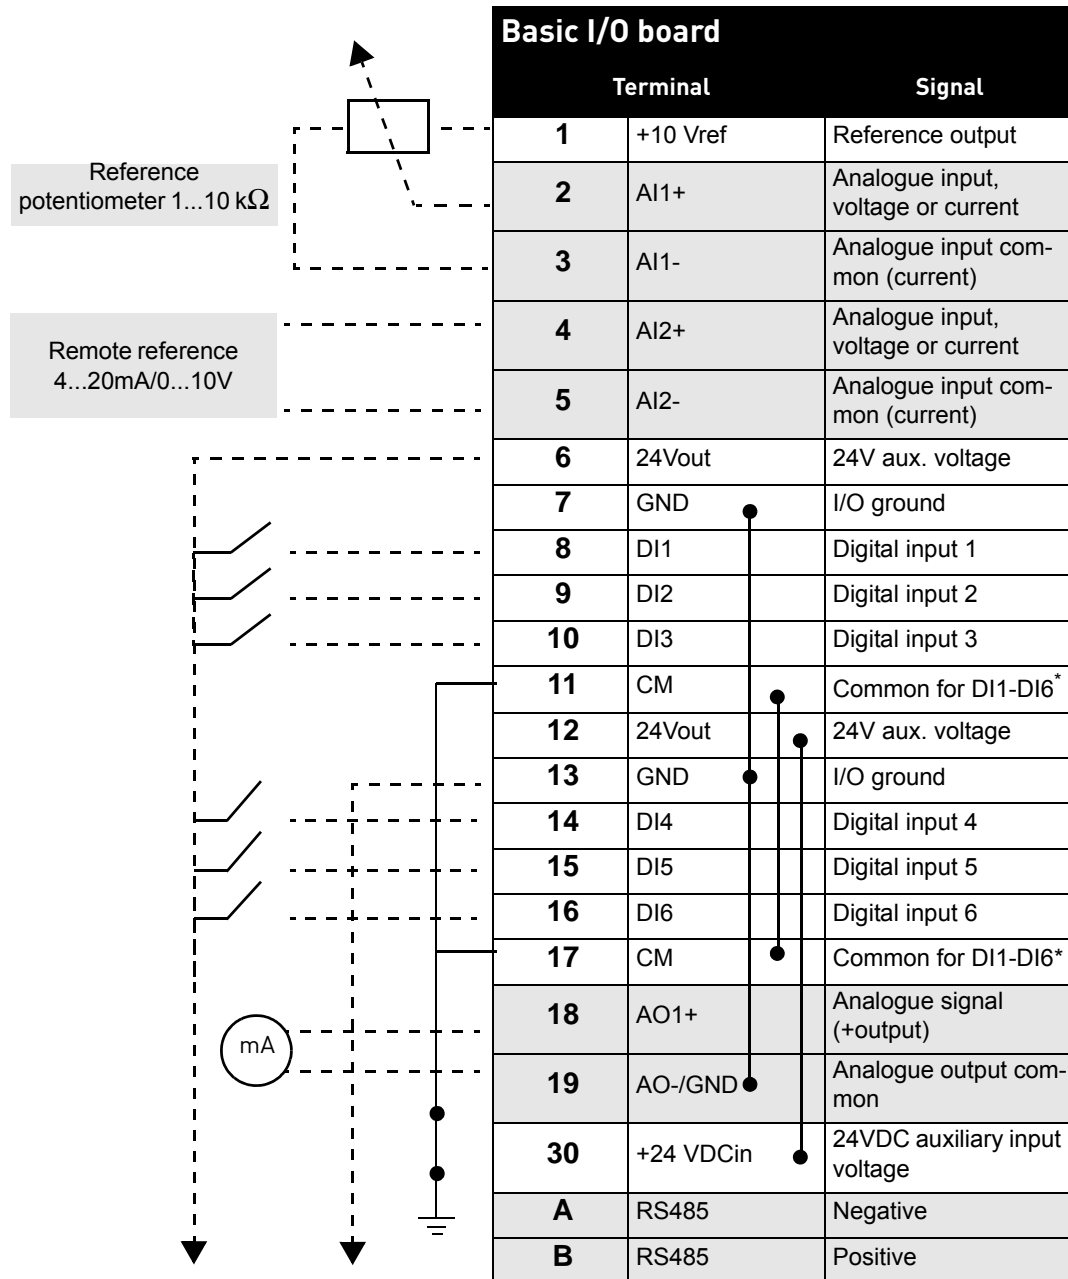 Basic I/O board
Terminal Signal
1 +10 Vref Reference output
Reference
potentiometer 1...10 kΩ
2 AI1+ Analogue input,
voltage or current
3 AI1- Analogue input com-
mon (current)
Remote reference
4...20mA/0...10V
4 AI2+ Analogue input,
voltage or current
5 AI2- Analogue input com-
mon (current)
6 24Vout 24V aux. voltage
7 GND I/O ground
8 DI1 Digital input 1
9 DI2 Digital input 2
10 DI3 Digital input 3
11 CM Common for DI1-DI6*
12 24Vout 24V aux. voltage
13 GND I/O ground
14 DI4 Digital input 4
15 DI5 Digital input 5
16 DI6 Digital input 6
17 CM Common for DI1-DI6*
mA
18 AO1+ Analogue signal
(+output)
19 AO-/GND Analogue output com-
mon
30 +24 VDCin 24VDC auxiliary input
voltage
A RS485 Negative
B RS485 Positive